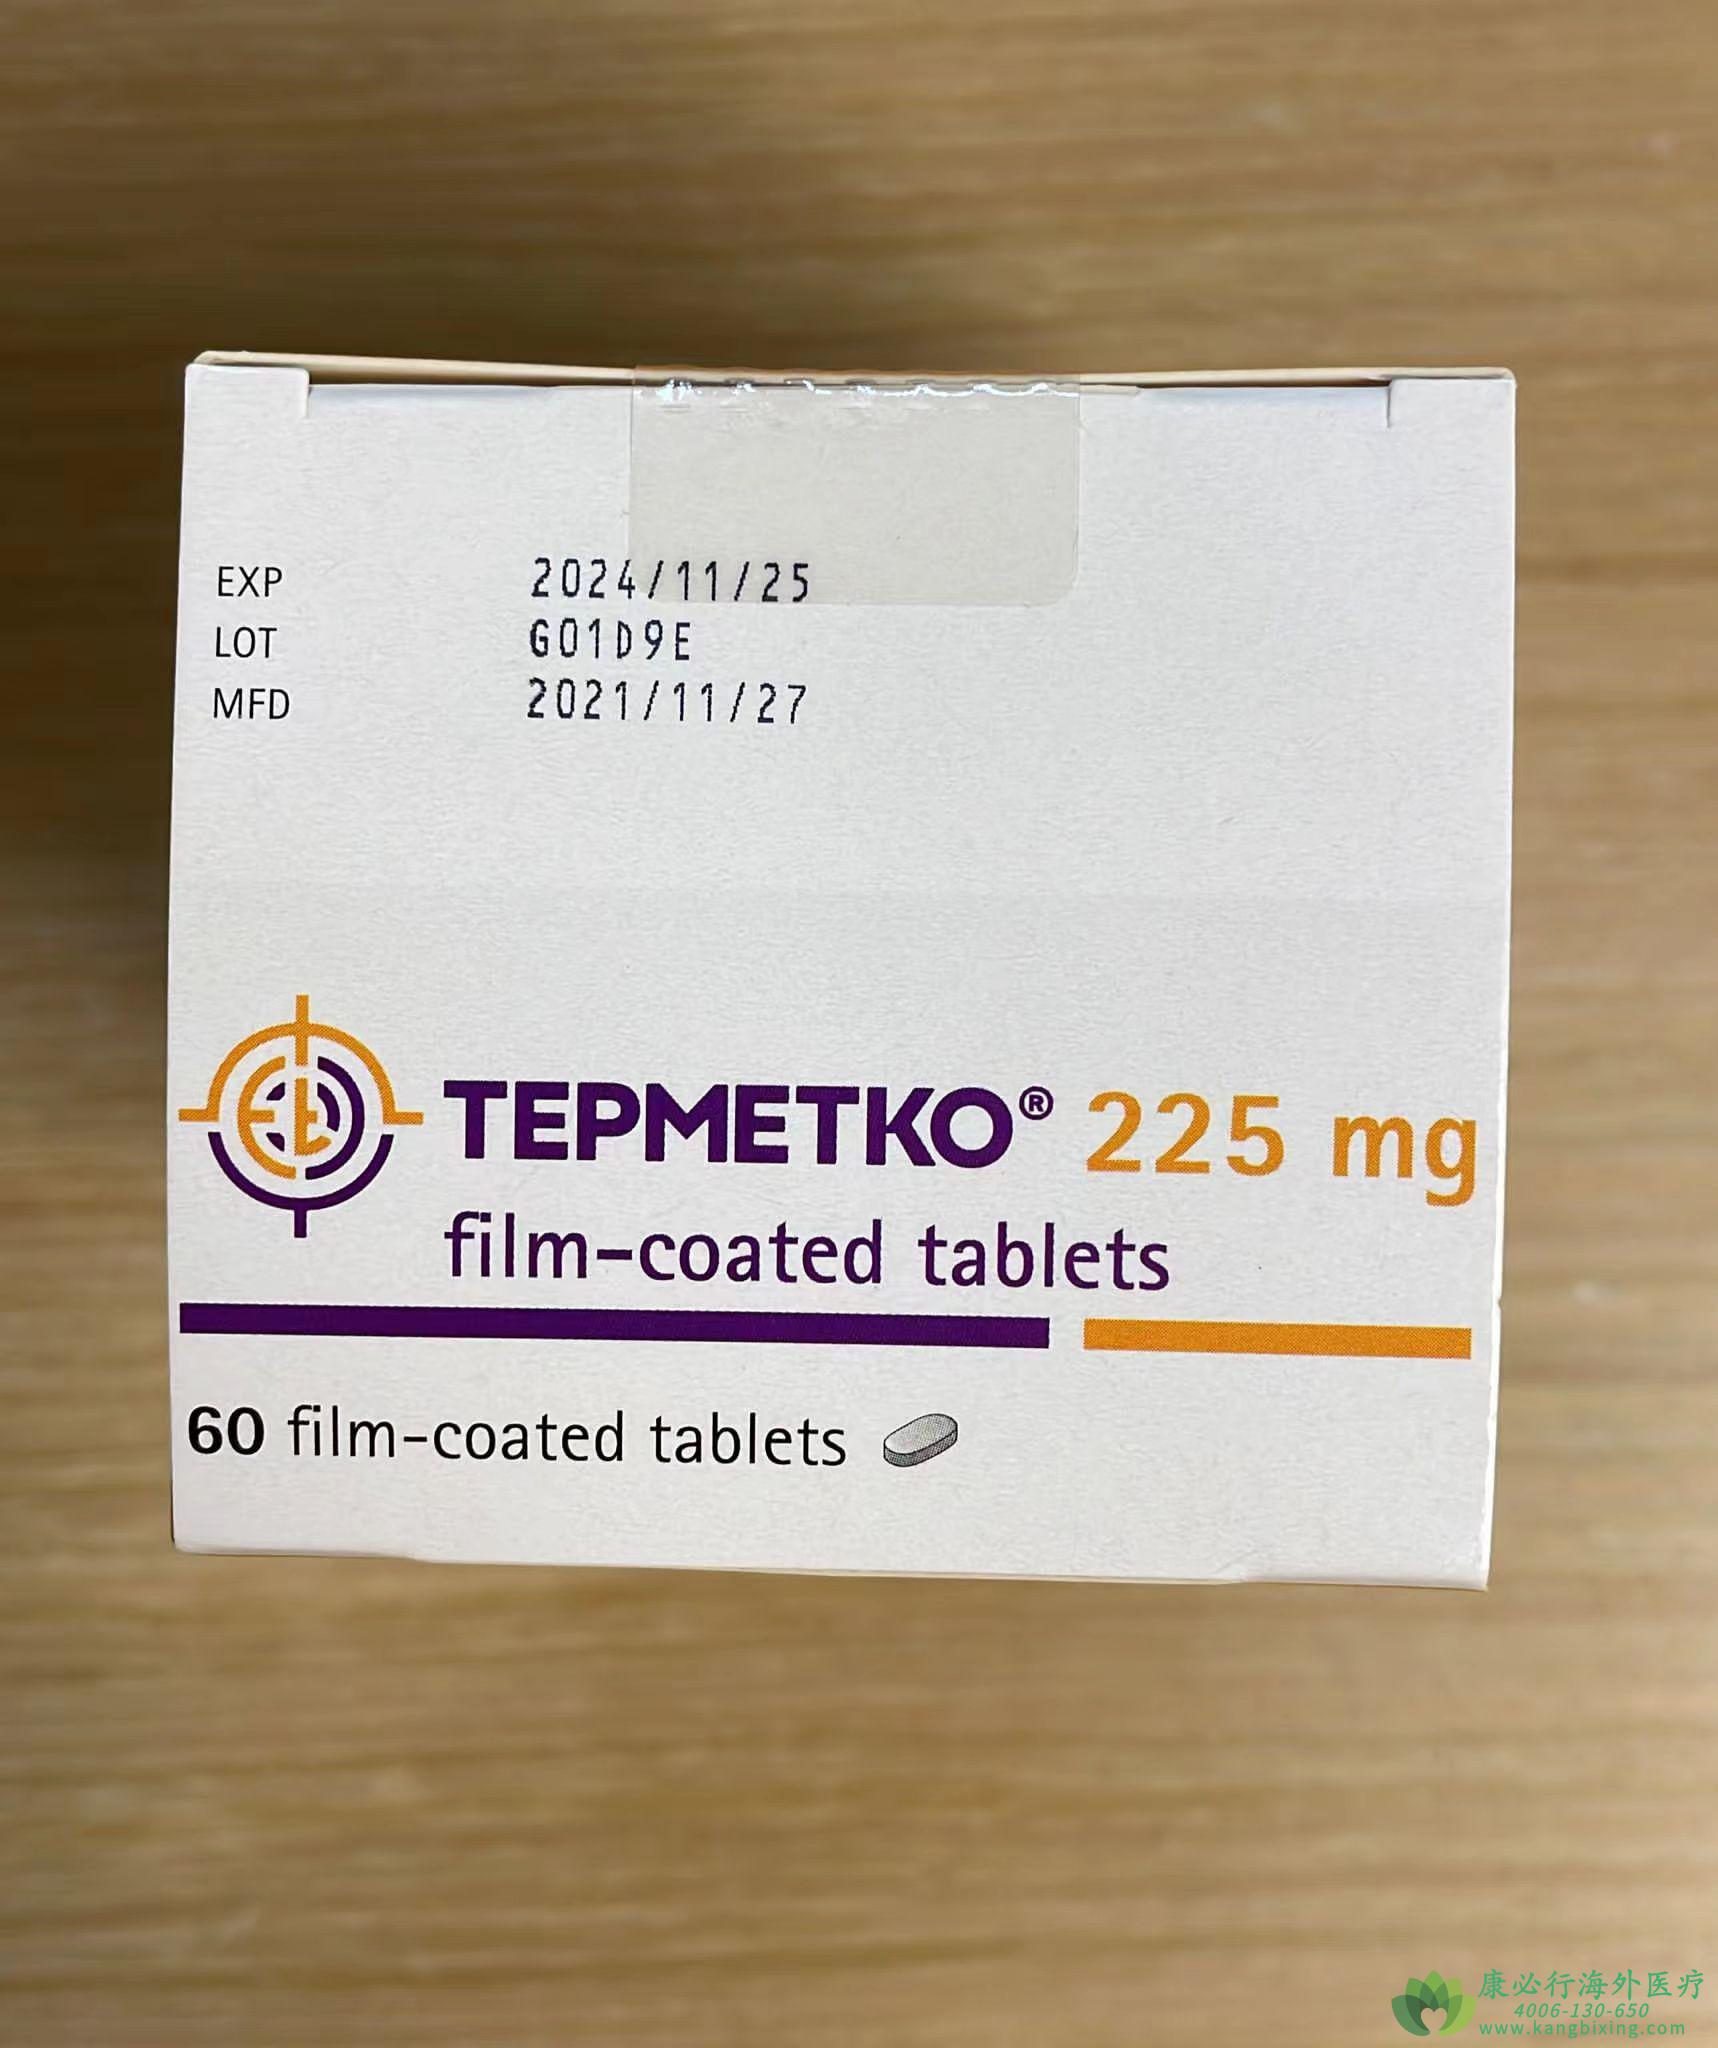 EXP 2024/11/25
LOT G01D9E
MFD 2021/11/27
TEPMETKO® 225 mg
film-coated tablets
60 film-coated tablets
康必行海外医疗
4006-130-650
www.kangbixing.com